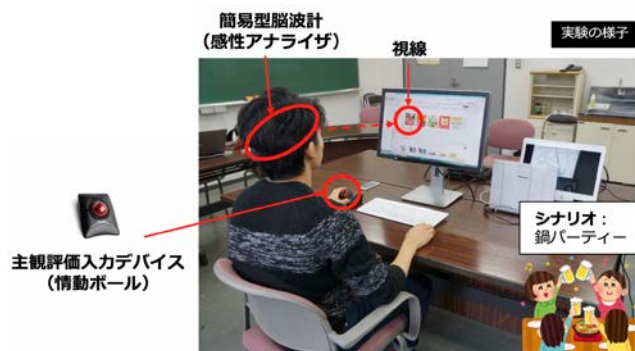 簡易型脳波計
（感性アナライザ）
視線
実験の様子
主観評価入力デバイス
（情動ボール）
シナリオ：
鍋パーティー